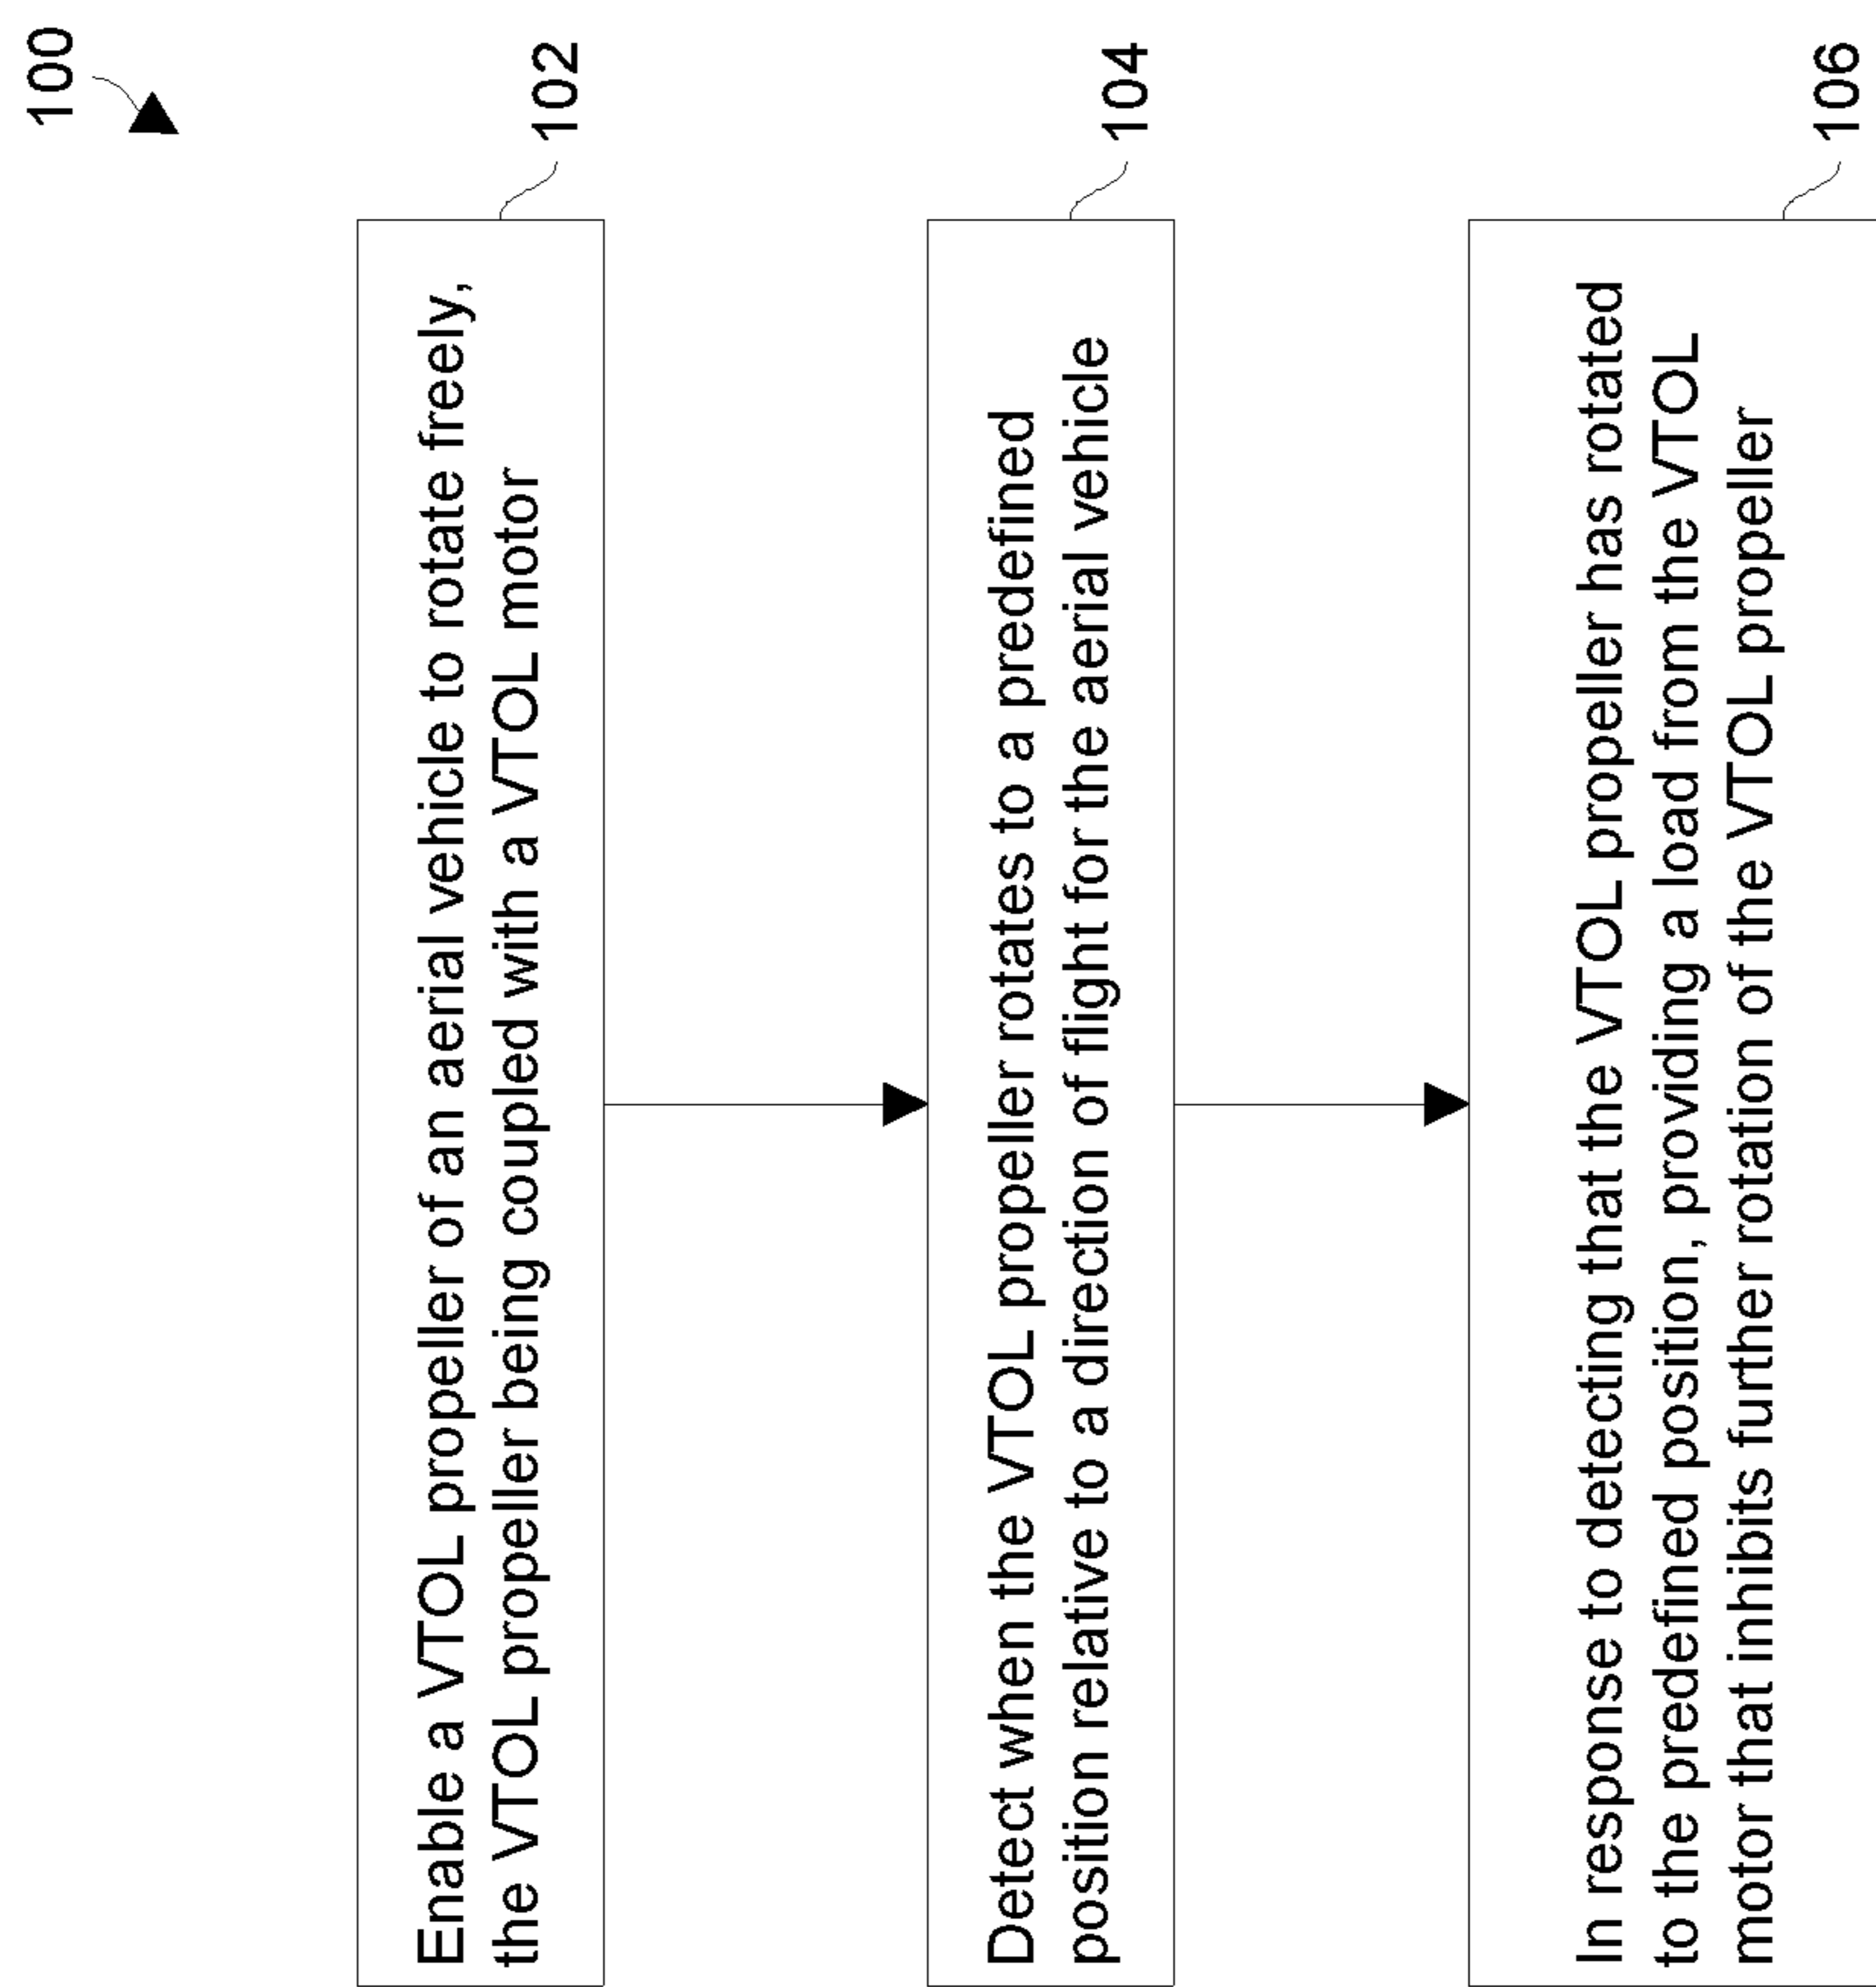 100
102
Enable a VTOL propeller of an aerial vehicle to rotate freely,
the VTOL propeller being coupled with a VTOL motor
104
Detect when the VTOL propeller rotates to a predefined
position relative to a direction of flight for the aerial vehicle
106
In response to detecting that the VTOL propeller has rotated
to the predefined position, providing a load from the VTOL
motor that inhibits further rotation of the VTOL propeller